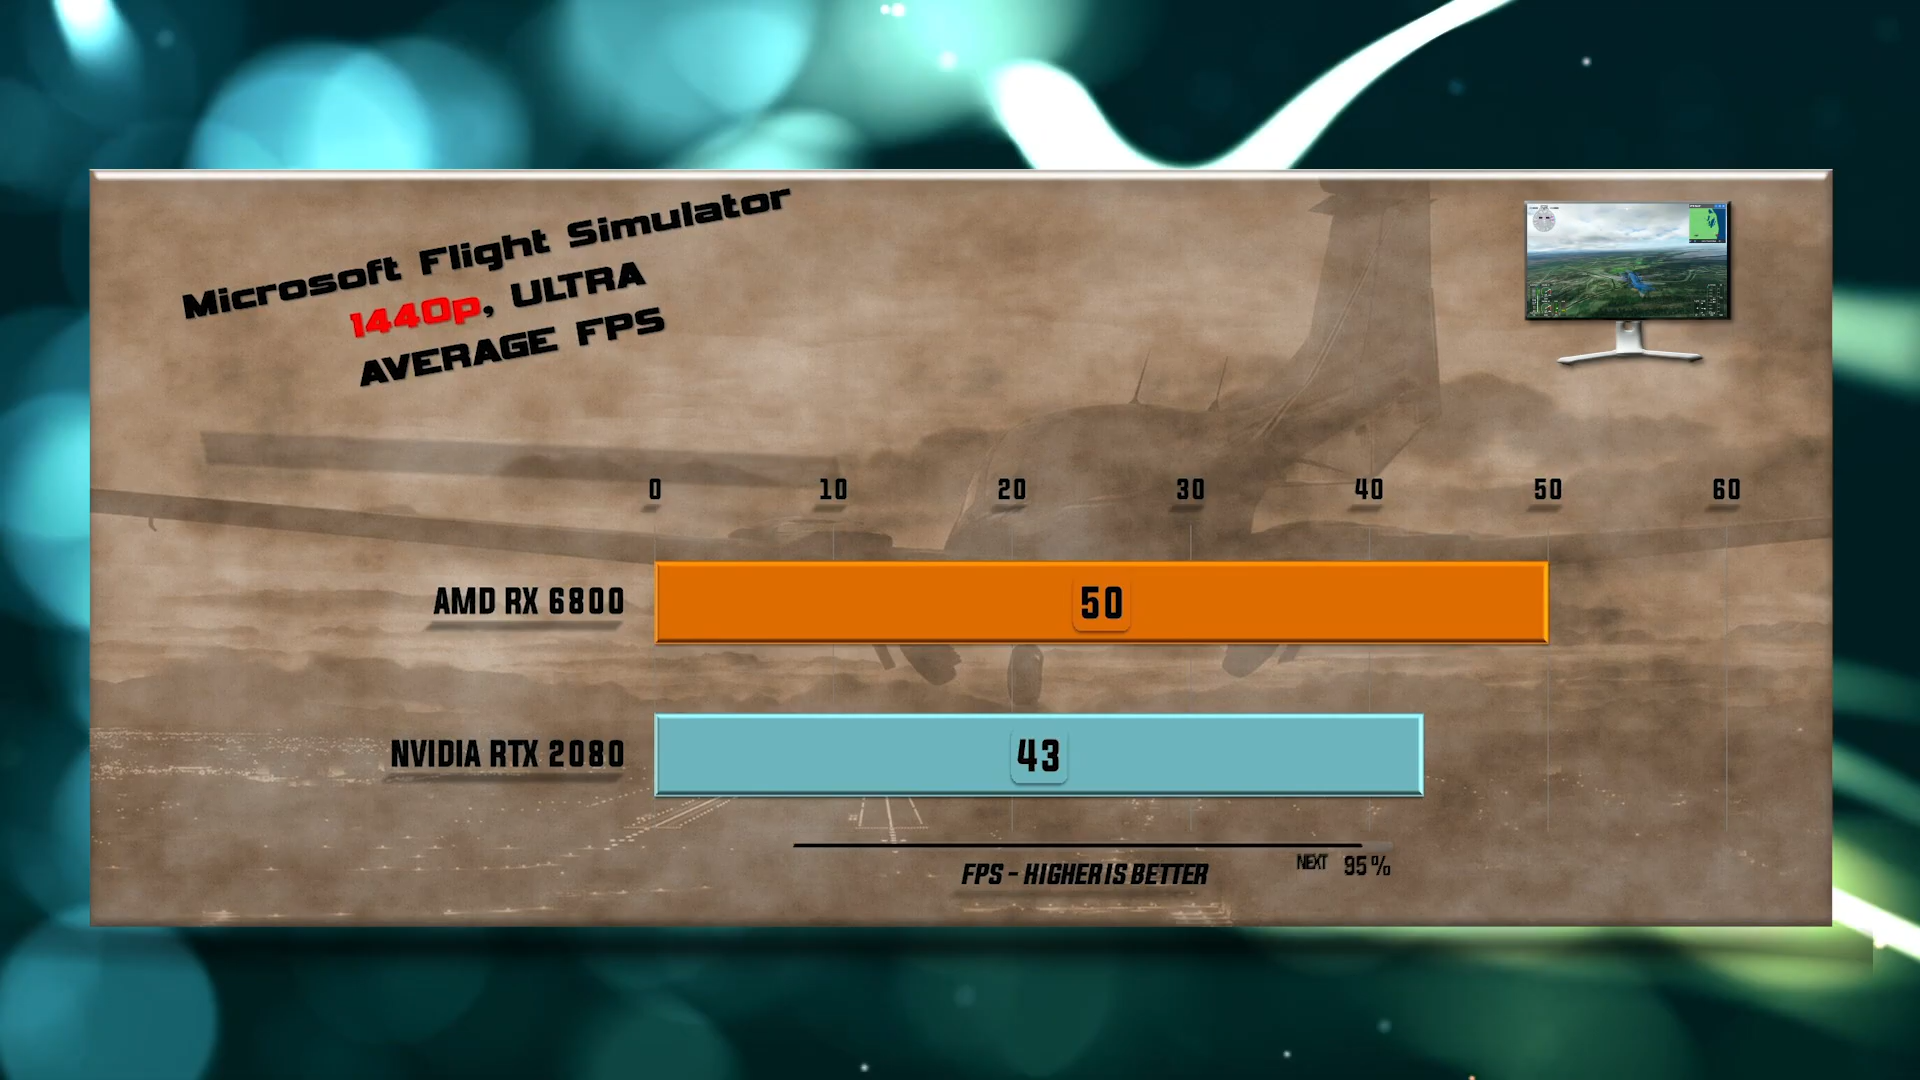 Microsoft Flight Simulator
1440p, ULTRA
AVERAGE FPS
0 10 20 30 40 50 60
AMD RX 6800 50
NVIDIA RTX 2080 43
FPS - HIGHER IS BETTER
NEXT 95%